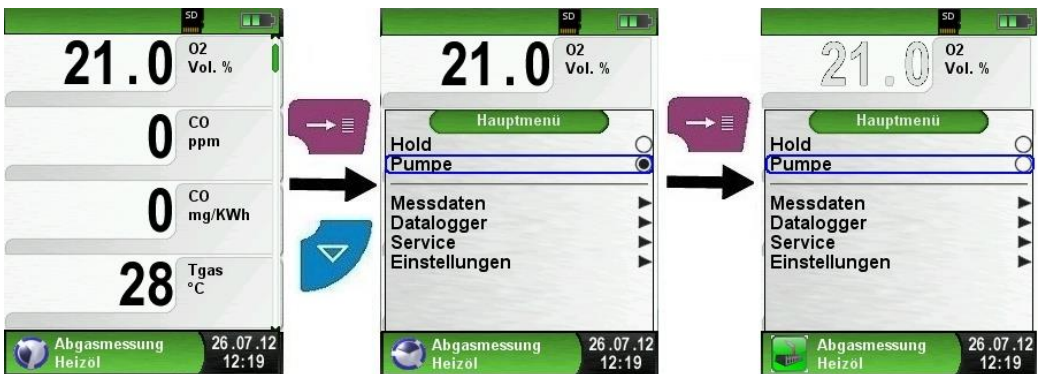 SD
21.0
O2
Vol. %
0
CO
ppm
0
CO
mg/KWh
28
Tgas
°C
Abgasmessung
Heizöl
26.07.12
12:19
SD
21.0
O2
Vol. %
Hauptmenü
Hold
Pumpe
Messdaten
Datalogger
Service
Einstellungen
Abgasmessung
Heizöl
26.07.12
12:19
SD
21.0
O2
Vol. %
Hauptmenü
Hold
Pumpe
Messdaten
Datalogger
Service
Einstellungen
Abgasmessung
Heizöl
26.07.12
12:19